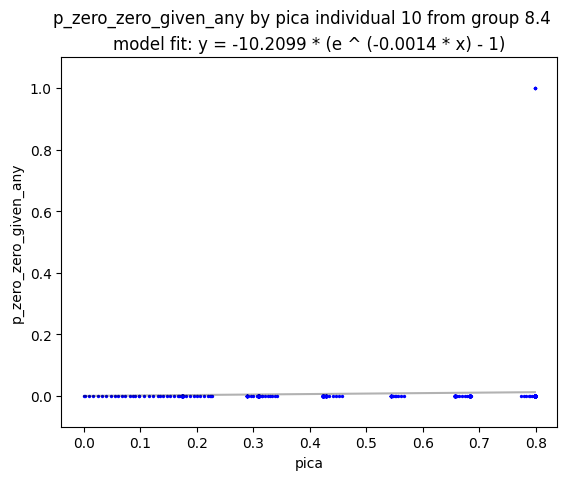 p_zero_zero_given_any by pica individual 10 from group 8.4
model fit: y = -10.2099 * (e ^ (-0.0014 * x) - 1)
1.0
0.8
0.6
0.4
0.2
0.0
p_zero_zero_given_any
0.0 0.1 0.2 0.3 0.4 0.5 0.6 0.7 0.8
pica